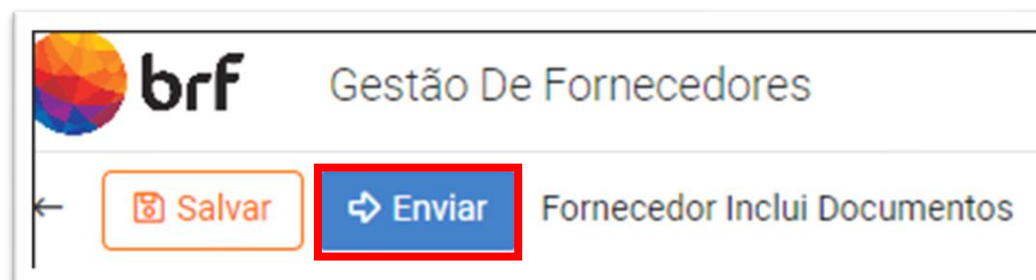 brf Gestão De Fornecedores
Salvar Enviar Fornecedor Inclui Documentos